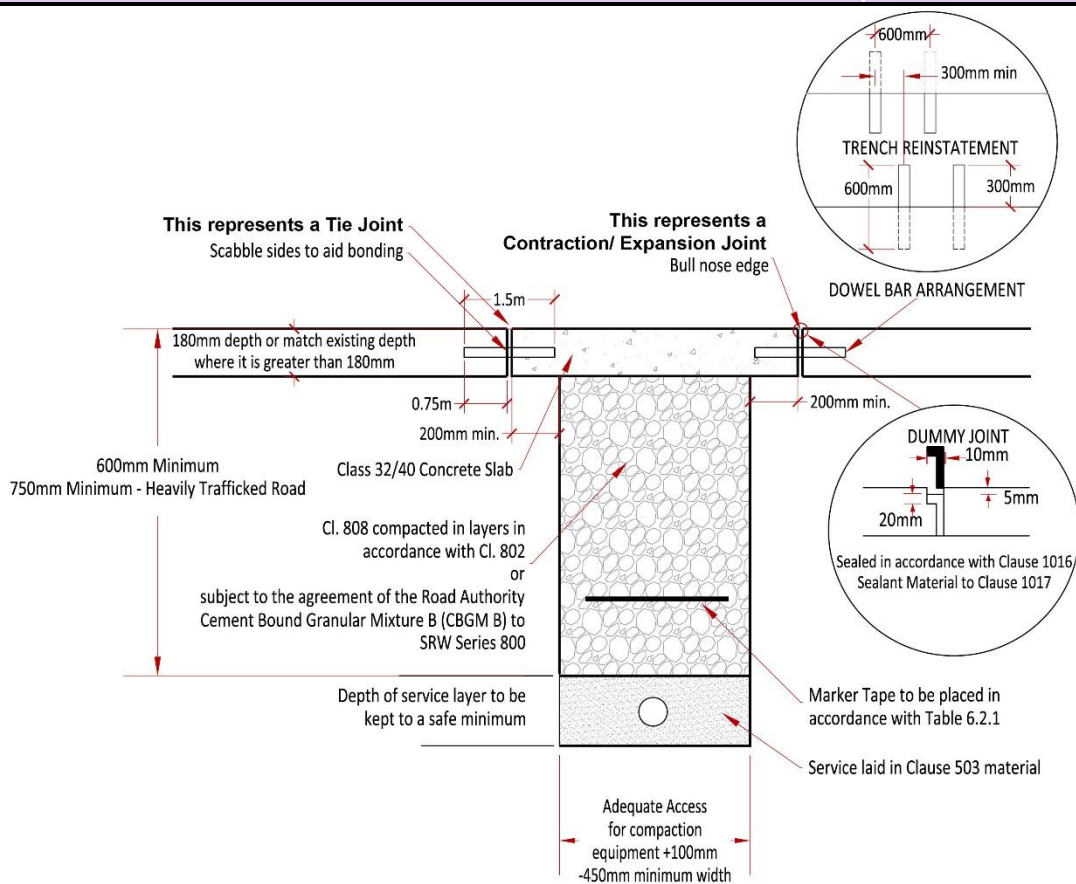 600mm
300mm min
TRENCH REINSTATEMENT
600mm
300mm
DOWEL BAR ARRANGEMENT
This represents a Tie Joint
Scabble sides to aid bonding
This represents a
Contraction/ Expansion Joint
Bull nose edge
1.5m
180mm depth or match existing depth
where it is greater than 180mm
0.75m
200mm min.
200mm min.
Class 32/40 Concrete Slab
600mm Minimum
750mm Minimum - Heavily Trafficked Road
DUMMY JOINT
10mm
5mm
20mm
Sealed in accordance with Clause 1016/
Sealant Material to Clause 1017
Cl. 808 compacted in layers in
accordance with Cl. 802
or
subject to the agreement of the Road Authority
Cement Bound Granular Mixture B (CBGM B) to
SRW Series 800
Depth of service layer to be
kept to a safe minimum
Marker Tape to be placed in
accordance with Table 6.2.1
Service laid in Clause 503 material
Adequate Access
for compaction
equipment +100mm
-450mm minimum width